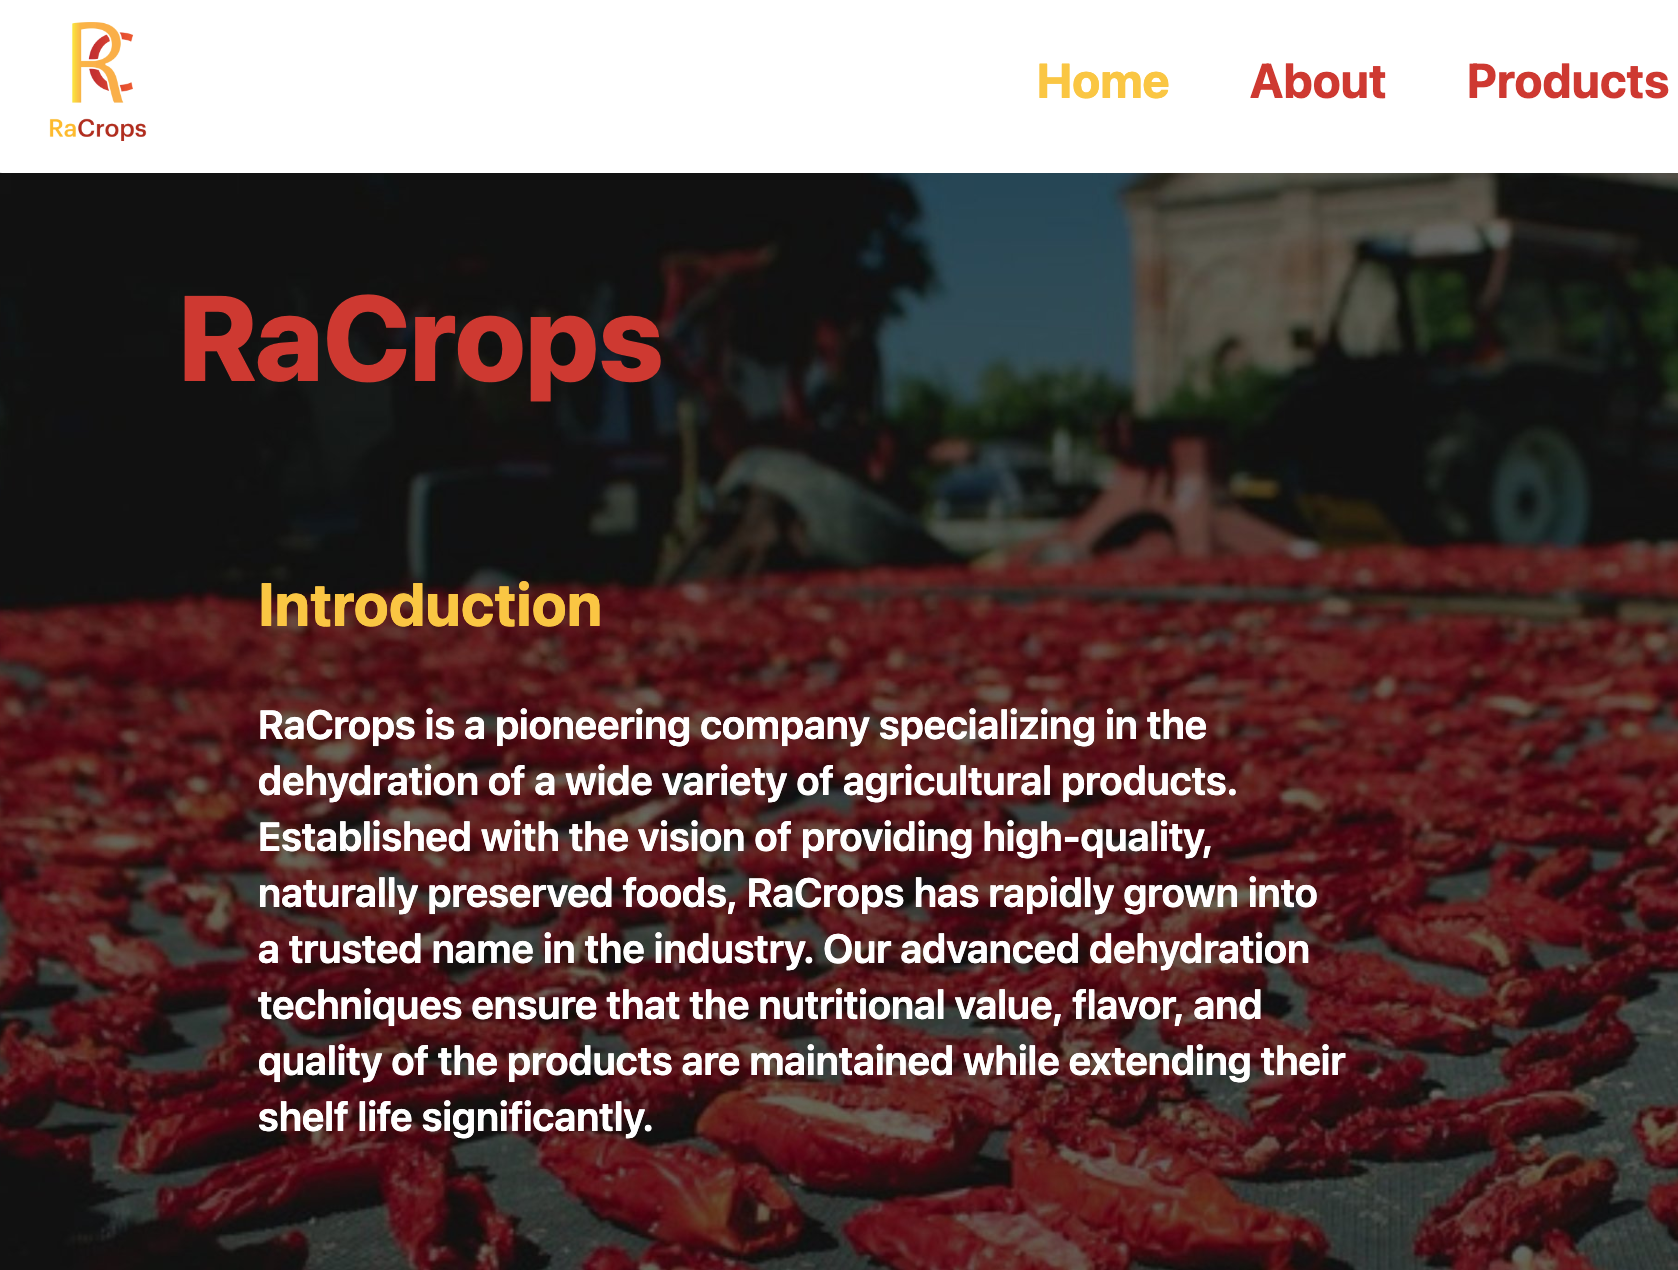 RaCrops
Home About Products
RaCrops
Introduction
RaCrops is a pioneering company specializing in the
dehydration of a wide variety of agricultural products.
Established with the vision of providing high-quality,
naturally preserved foods, RaCrops has rapidly grown into
a trusted name in the industry. Our advanced dehydration
techniques ensure that the nutritional value, flavor, and
quality of the products are maintained while extending their
shelf life significantly.